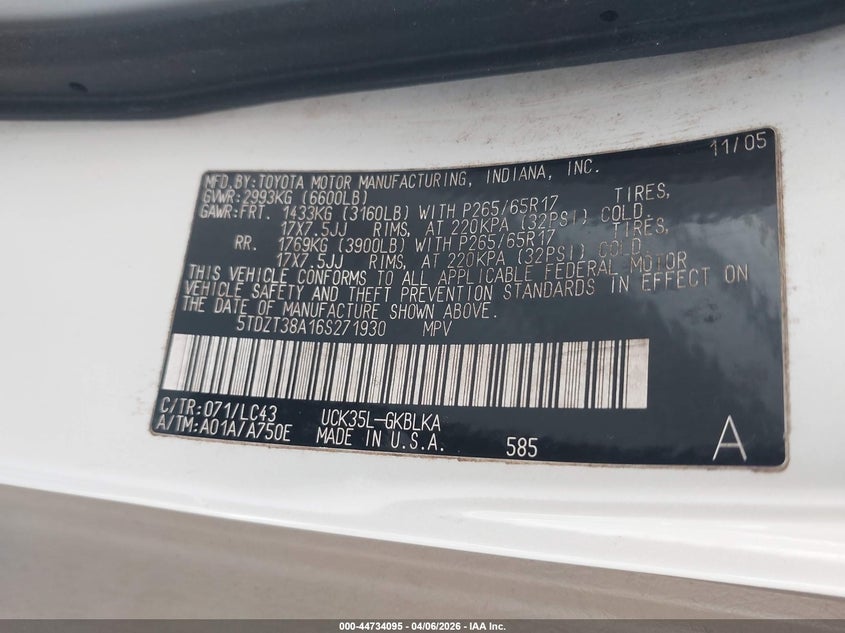 11/05
MFD.BY:TOYOTA MOTOR MANUFACTURING, INDIANA, INC.
GVWR:2993KG (6600LB)
GAWR:FRT. 1433KG (3160LB) WITH P265/65R17 TIRES,
17X7.5JJ RIMS, AT 220KPA (32PSI) COLD.
RR. 1769KG (3900LB) WITH P265/65R17 TIRES,
17X7.5JJ RIMS, AT 220KPA (32PSI) COLD.
THIS VEHICLE CONFORMS TO ALL APPLICABLE FEDERAL MOTOR
VEHICLE SAFETY AND THEFT PREVENTION STANDARDS IN EFFECT ON
THE DATE OF MANUFACTURE SHOWN ABOVE.
5TDZT38A16S271930 MPV
C/TR:071/LC43 UCK35L-GKBLKA
A/TM:A01A/A750E MADE IN U.S.A. 585 A
000-44734095 - 04/06/2026 - IAA Inc.